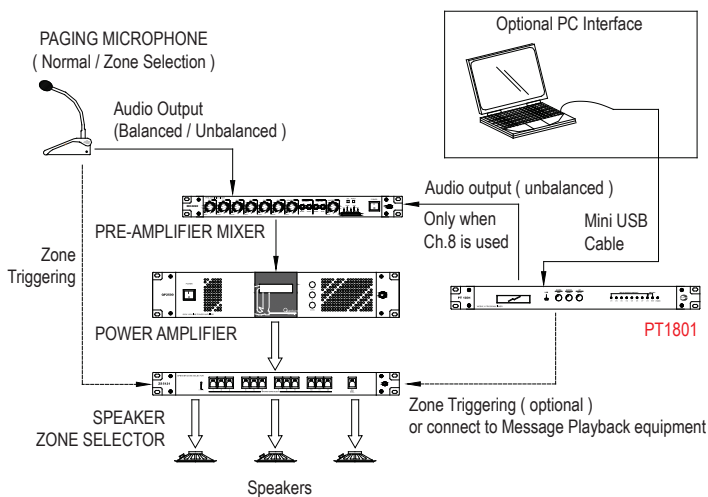 Optional PC Interface
PAGING MICROPHONE
( Normal / Zone Selection )
Audio Output
(Balanced / Unbalanced )
Audio output ( unbalanced )
Only when
Ch.8 is used
Mini USB
Cable
PRE-AMPLIFIER MIXER
Zone
Triggering
PT 1801
PT1801
POWER AMPLIFIER
SPEAKER
ZONE SELECTOR
Zone Triggering ( optional )
or connect to Message Playback equipment
Speakers